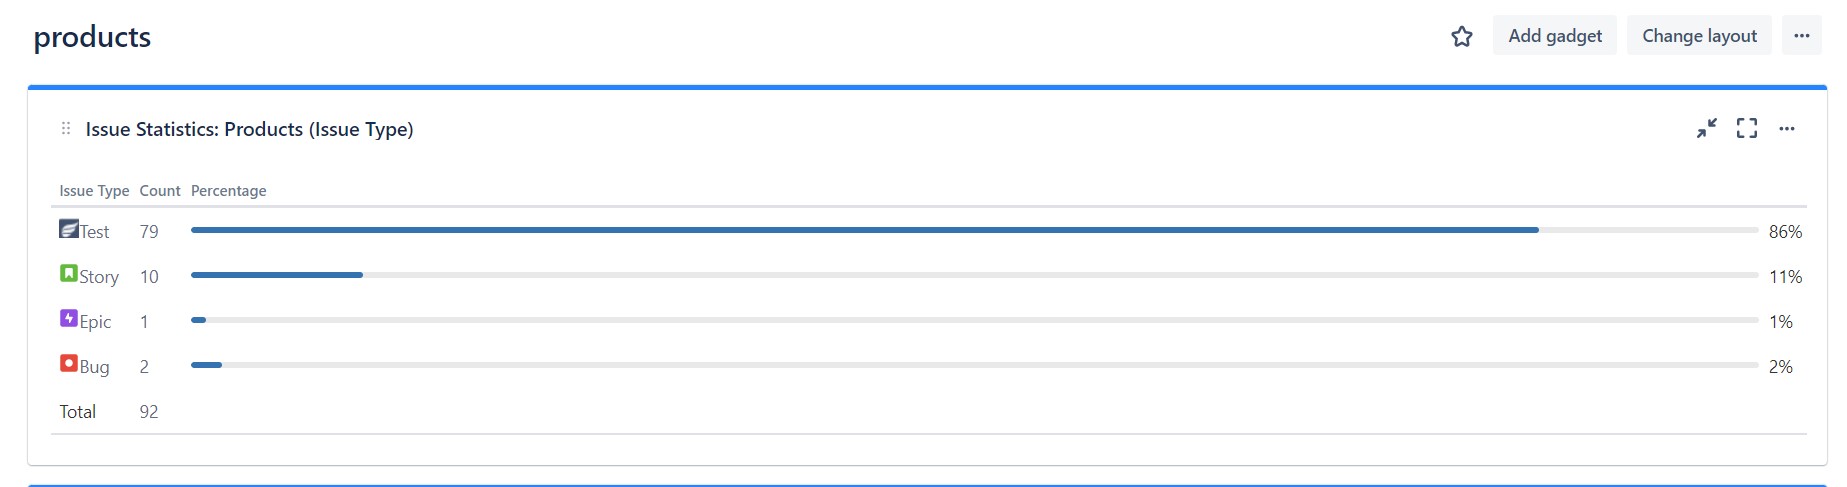 products
Add gadget
Change layout
Issue Statistics: Products (Issue Type)
Issue Type Count Percentage
Test 79 86%
Story 10 11%
Epic 1 1%
Bug 2 2%
Total 92